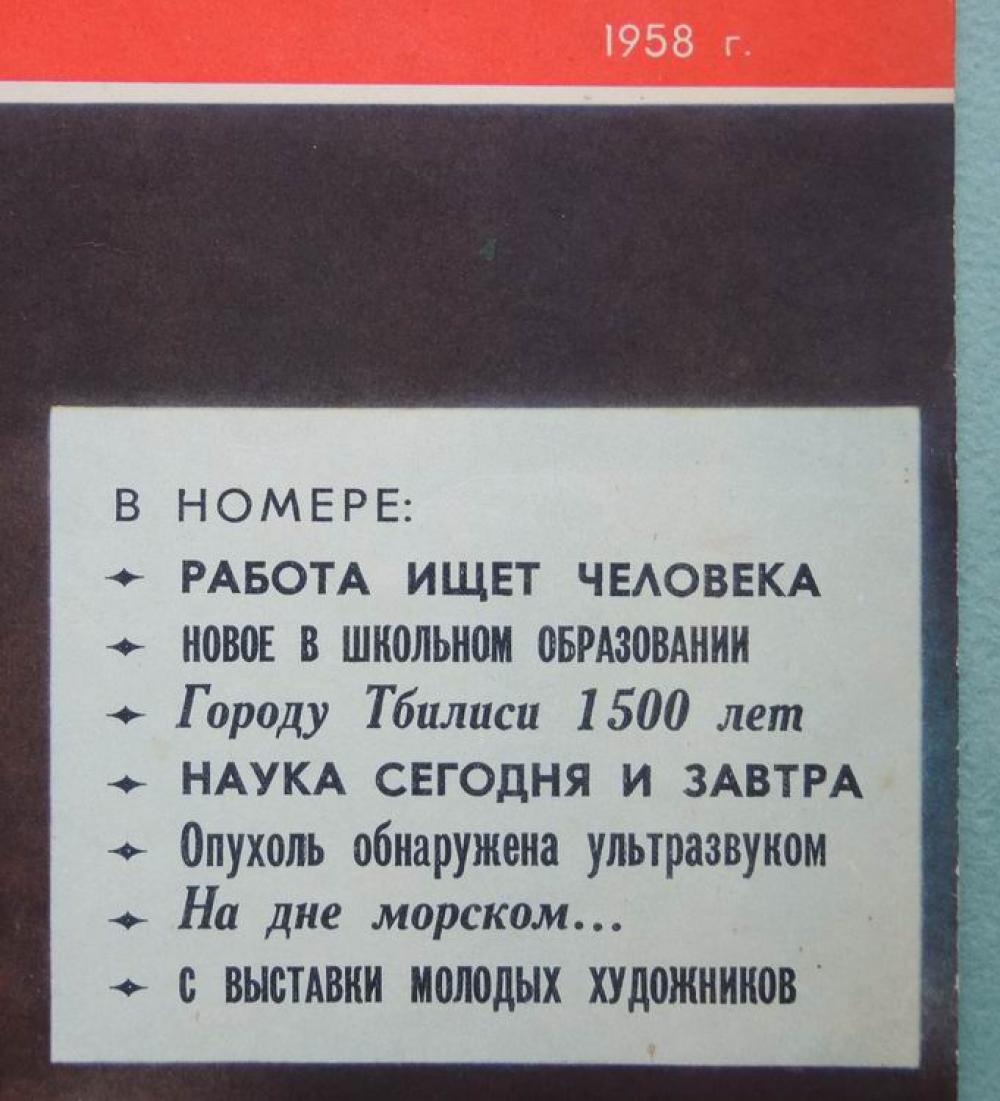 1958 г.
В НОМЕРЕ:
РАБОТА ИЩЕТ ЧЕЛОВЕКА
НОВОЕ В ШКОЛЬНОМ ОБРАЗОВАНИИ
Городу Тбилиси 1500 лет
НАУКА СЕГОДНЯ И ЗАВТРА
Опухоль обнаружена ультразвуком
На дне морском...
С ВЫСТАВКИ МОЛОДЫХ ХУДОЖНИКОВ